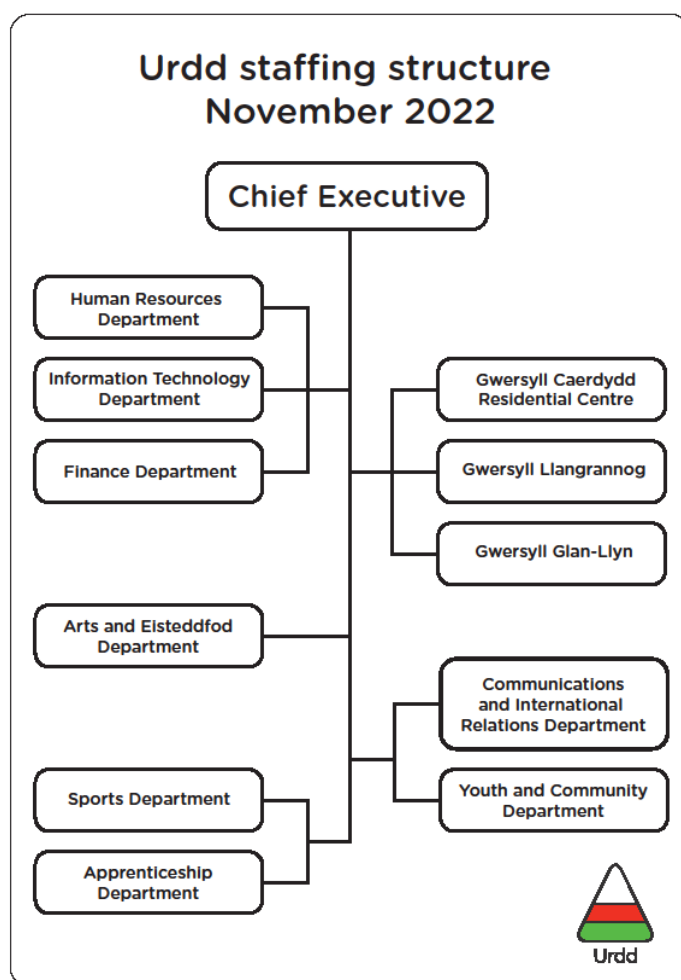 Urdd staffing structure
November 2022
Chief Executive
Human Resources
Department
Information Technology
Department
Finance Department
Gwersyll Caerdydd
Residential Centre
Gwersyll Llangrannog
Gwersyll Glan-Llyn
Arts and Eisteddfod
Department
Communications
and International
Relations Department
Sports Department
Youth and Community
Department
Apprenticeship
Department
Urdd